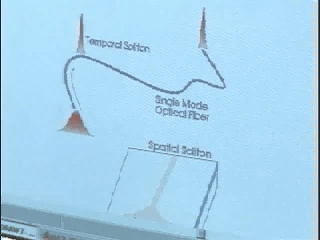 Temporal Soliton
Single Mode
Optical Fiber
Spatial Soliton